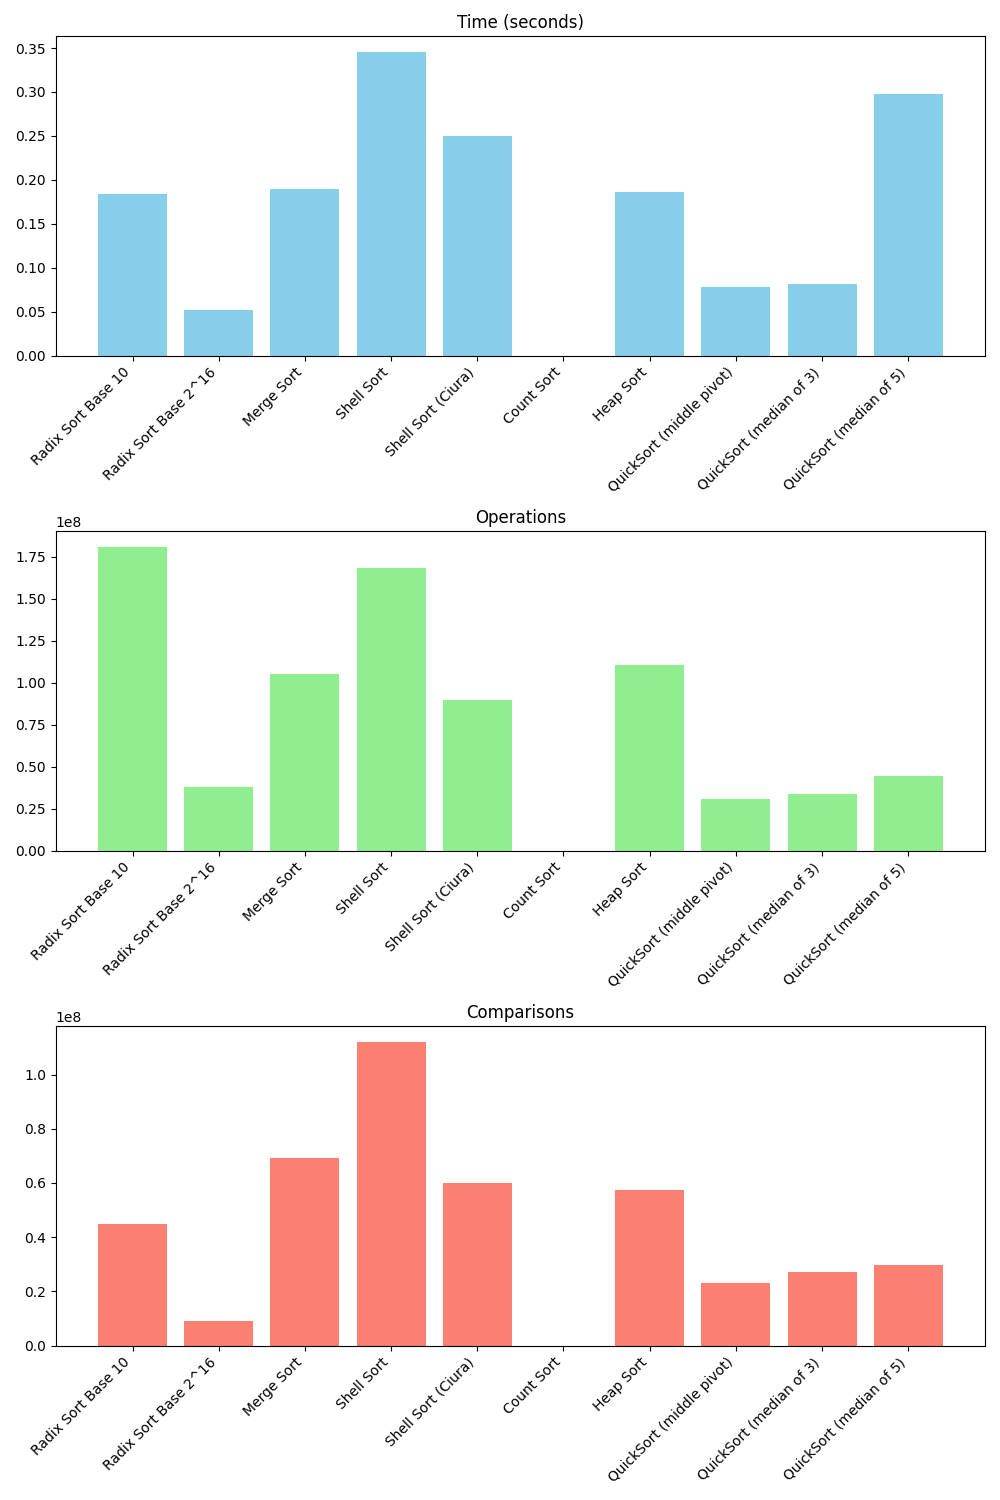 Time (seconds)
0.35
0.30
0.25
0.20
0.15
0.10
0.05
0.00
Radix Sort Base 10
Radix Sort Base 2^16
Merge Sort
Shell Sort
Shell Sort (Ciura)
Count Sort
Heap Sort
QuickSort (middle pivot)
QuickSort (median of 3)
QuickSort (median of 5)
Operations
1e8
1.75
1.50
1.25
1.00
0.75
0.50
0.25
0.00
Radix Sort Base 10
Radix Sort Base 2^16
Merge Sort
Shell Sort
Shell Sort (Ciura)
Count Sort
Heap Sort
QuickSort (middle pivot)
QuickSort (median of 3)
QuickSort (median of 5)
Comparisons
1e8
1.0
0.8
0.6
0.4
0.2
0.0
Radix Sort Base 10
Radix Sort Base 2^16
Merge Sort
Shell Sort
Shell Sort (Ciura)
Count Sort
Heap Sort
QuickSort (middle pivot)
QuickSort (median of 3)
QuickSort (median of 5)